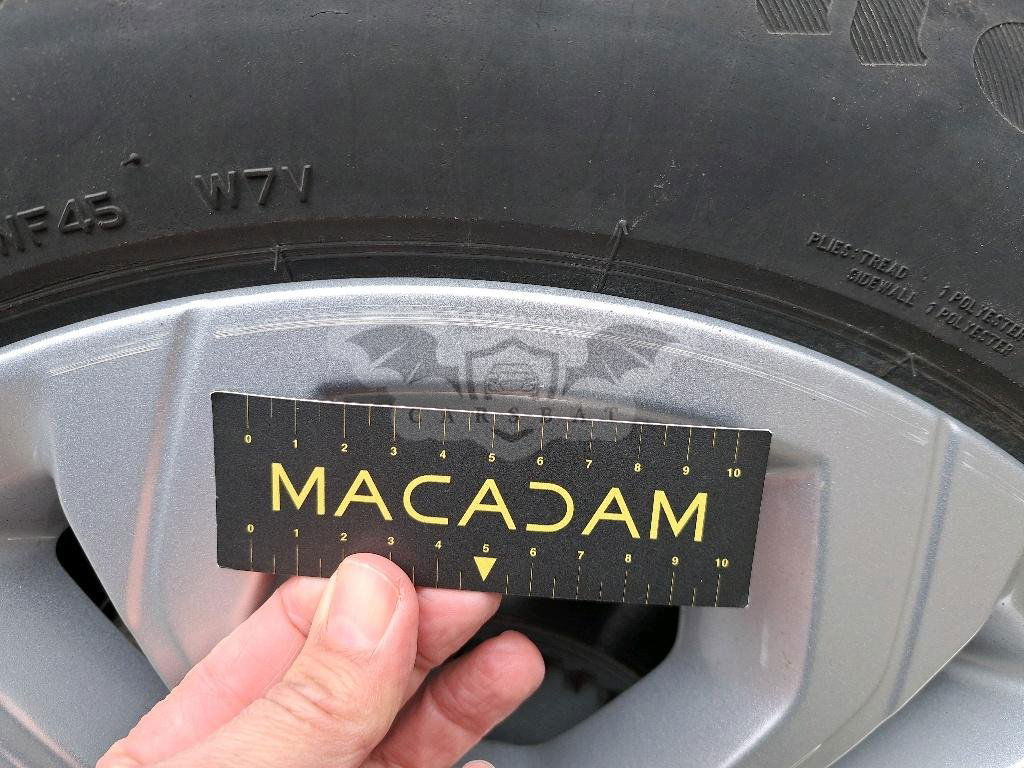 NF45 W7V
PLIES: TREAD : 1 POLYESTER
SIDEWALL 1 POLYESTER
CARSBAT
0 1 2 3 4 5 6 7 8 9 10
MACADAM
0 1 2 3 4 5 6 7 8 9 10